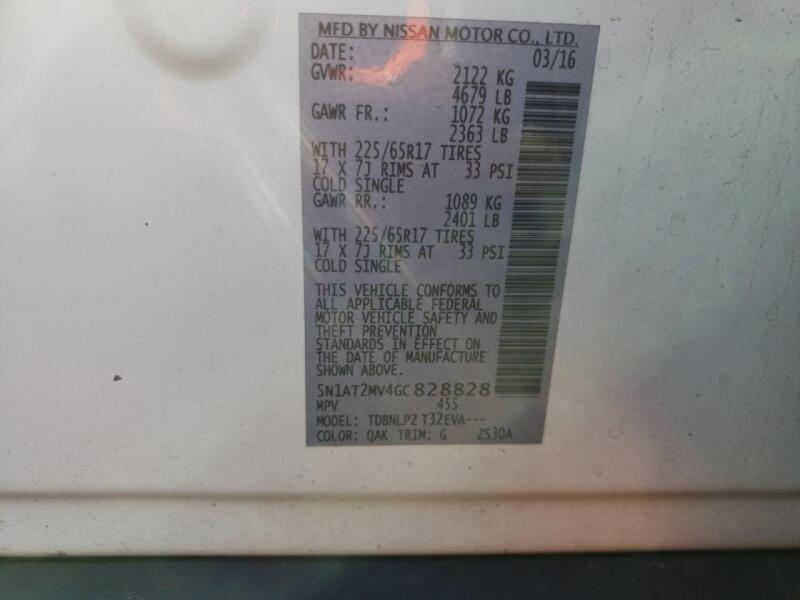 MFD BY NISSAN MOTOR CO., LTD.
DATE: 03/16
GVWR: 2122 KG
4679 LB
GAWR FR.: 1072 KG
2363 LB
WITH 225/65R17 TIRES
17 X 7J RIMS AT 33 PSI
COLD SINGLE
GAWR RR.: 1089 KG
2401 LB
WITH 225/65R17 TIRES
17 X 7J RIMS AT 33 PSI
COLD SINGLE
THIS VEHICLE CONFORMS TO
ALL APPLICABLE FEDERAL
MOTOR VEHICLE SAFETY AND
THEFT PREVENTION
STANDARDS IN EFFECT ON
THE DATE OF MANUFACTURE
SHOWN ABOVE.
5N1AT2MV4GC828828
MPV 455
MODEL: TDBNLPZ T32EVA---
COLOR: QAK TRIM: G 2S30A